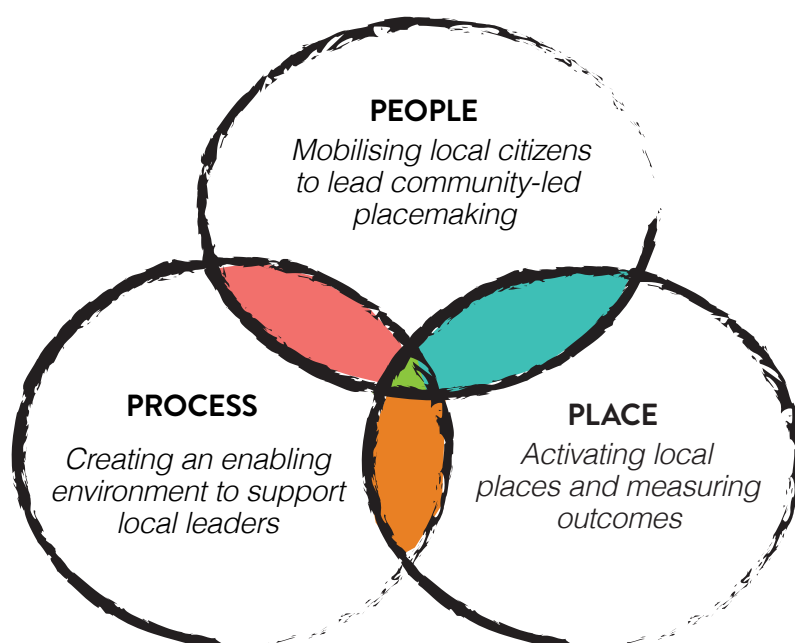 PEOPLE
Mobilising local citizens
to lead community-led
placemaking
PROCESS
Creating an enabling
environment to support
local leaders
PLACE
Activating local
places and measuring
outcomes